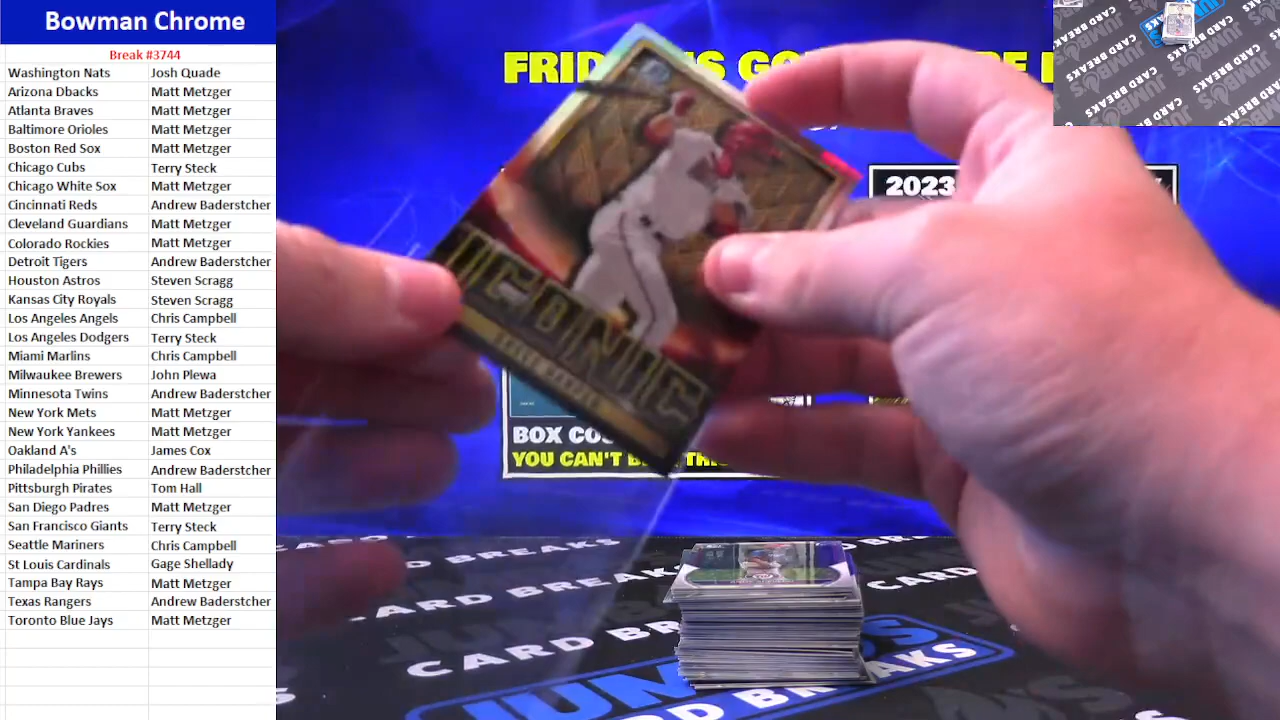 Bowman Chrome
Break #3744
Washington Nats Josh Quade
Arizona Dbacks Matt Metzger
Atlanta Braves Matt Metzger
Baltimore Orioles Matt Metzger
Boston Red Sox Matt Metzger
Chicago Cubs Terry Steck
Chicago White Sox Matt Metzger
Cincinnati Reds Andrew Baderstcher
Cleveland Guardians Matt Metzger
Colorado Rockies Matt Metzger
Detroit Tigers Andrew Baderstcher
Houston Astros Steven Scragg
Kansas City Royals Steven Scragg
Los Angeles Angels Chris Campbell
Los Angeles Dodgers Terry Steck
Miami Marlins Chris Campbell
Milwaukee Brewers John Plewa
Minnesota Twins Andrew Baderstcher
New York Mets Matt Metzger
New York Yankees Matt Metzger
Oakland A's James Cox
Philadelphia Phillies Andrew Baderstcher
Pittsburgh Pirates Tom Hall
San Diego Padres Matt Metzger
San Francisco Giants Terry Steck
Seattle Mariners Chris Campbell
St Louis Cardinals Gage Shellady
Tampa Bay Rays Matt Metzger
Texas Rangers Andrew Baderstcher
Toronto Blue Jays Matt Metzger
2023
ICONIC
BOX
YOU CAN'T
CARD BREAKS
CARD BREAKS
JUMBO'S
CARD BREAKS